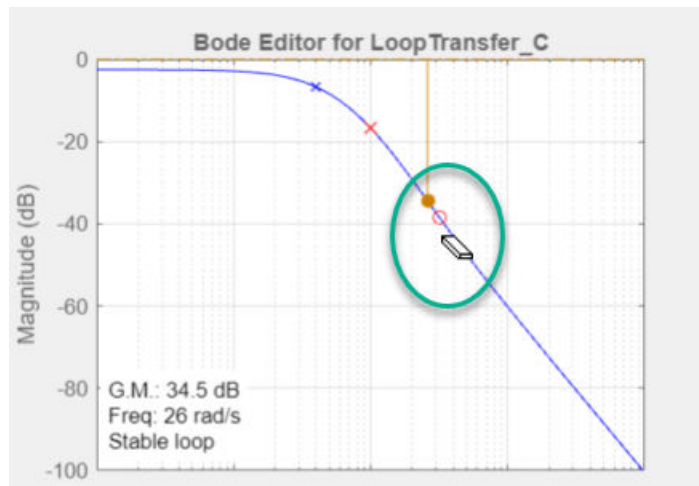 Bode Editor for LoopTransfer_C
0
-20
-40
-60
-80
-100
Magnitude (dB)
G.M.: 34.5 dB
Freq: 26 rad/s
Stable loop